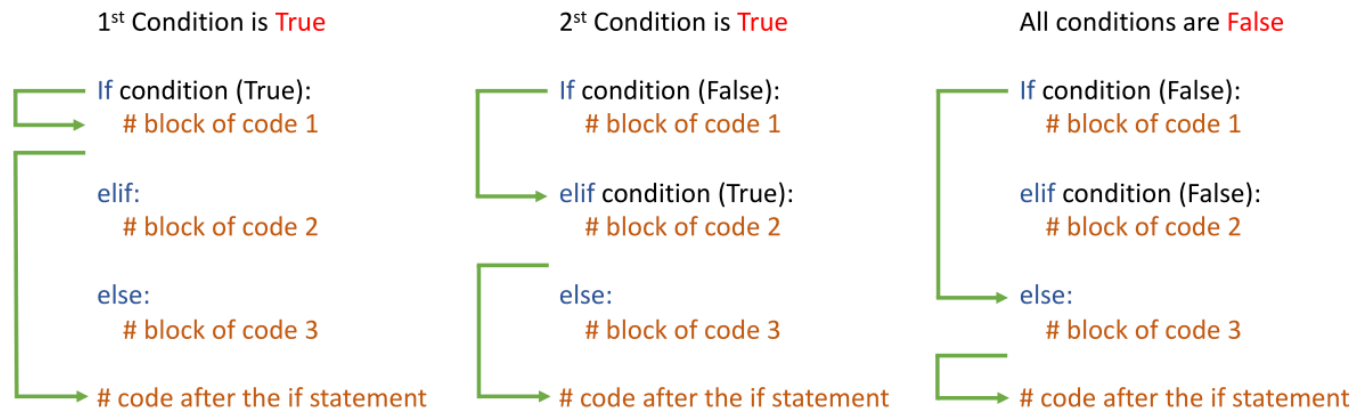 1st Condition is True
If condition (True):
# block of code 1
elif:
# block of code 2
else:
# block of code 3
# code after the if statement
2st Condition is True
If condition (False):
# block of code 1
elif condition (True):
# block of code 2
else:
# block of code 3
# code after the if statement
All conditions are False
If condition (False):
# block of code 1
elif condition (False):
# block of code 2
else:
# block of code 3
# code after the if statement